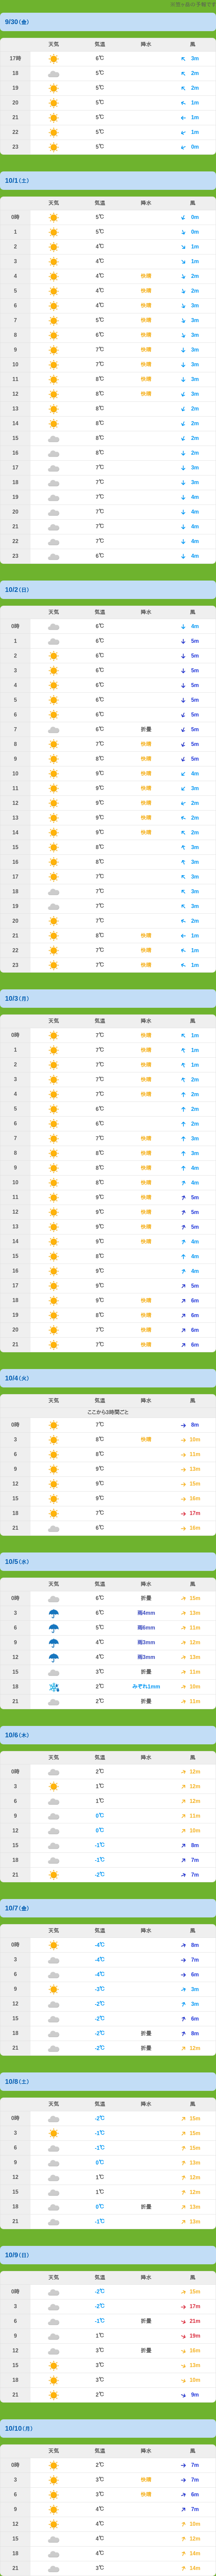 9/30（金）
天気 気温 降水 風
17時 6℃ 3m
18 5℃ 2m
19 5℃ 2m
20 5℃ 1m
21 5℃ 1m
22 5℃ 0m
23 5℃ 0m
10/1（土）
天気 気温 降水 風
0時 5℃ 0m
1 5℃ 0m
2 4℃ 1m
3 4℃ 1m
4 4℃ 快晴 2m
5 4℃ 快晴 2m
6 4℃ 快晴 3m
7 5℃ 快晴 3m
8 6℃ 快晴 3m
9 7℃ 快晴 3m
10 7℃ 快晴 3m
11 8℃ 快晴 3m
12 8℃ 快晴 3m
13 8℃ 2m
14 8℃ 2m
15 8℃ 2m
16 8℃ 2m
17 7℃ 3m
18 7℃ 3m
19 7℃ 4m
20 7℃ 4m
21 7℃ 4m
22 7℃ 4m
23 6℃ 4m
10/2（日）
天気 気温 降水 風
0時 6℃ 4m
1 6℃ 5m
2 6℃ 5m
3 6℃ 5m
4 6℃ 5m
5 6℃ 5m
6 6℃ 5m
7 6℃ 折曇 5m
8 7℃ 快晴 5m
9 8℃ 快晴 5m
10 9℃ 快晴 4m
11 9℃ 快晴 3m
12 9℃ 快晴 2m
13 9℃ 快晴 2m
14 9℃ 快晴 2m
15 8℃ 3m
16 8℃ 3m
17 7℃ 3m
18 7℃ 3m
19 7℃ 3m
20 7℃ 2m
21 8℃ 快晴 1m
22 7℃ 快晴 1m
23 7℃ 快晴 1m
10/3（月）
天気 気温 降水 風
0時 7℃ 快晴 1m
1 7℃ 快晴 1m
2 7℃ 快晴 1m
3 7℃ 快晴 2m
4 7℃ 快晴 2m
5 6℃ 2m
6 6℃ 2m
7 7℃ 快晴 3m
8 8℃ 快晴 3m
9 8℃ 快晴 4m
10 8℃ 快晴 4m
11 9℃ 快晴 5m
12 9℃ 快晴 5m
13 9℃ 快晴 5m
14 9℃ 快晴 4m
15 8℃ 4m
16 9℃ 4m
17 9℃ 5m
18 9℃ 快晴 6m
19 8℃ 快晴 6m
20 7℃ 快晴 6m
21 7℃ 快晴 6m
10/4（火）
天気 気温 降水 風
ここから3時間ごと
0時 7℃ 8m
3 8℃ 快晴 10m
6 8℃ 11m
9 9℃ 13m
12 9℃ 15m
15 9℃ 16m
18 7℃ 17m
21 6℃ 16m
10/5（水）
天気 気温 降水 風
0時 6℃ 折曇 15m
3 6℃ 雨4mm 13m
6 5℃ 雨6mm 11m
9 4℃ 雨3mm 12m
12 4℃ 雨3mm 13m
15 3℃ 折曇 11m
18 2℃ みぞれ1mm 10m
21 2℃ 折曇 11m
10/6（木）
天気 気温 降水 風
0時 2℃ 12m
3 1℃ 12m
6 1℃ 12m
9 0℃ 11m
12 0℃ 10m
15 -1℃ 8m
18 -1℃ 7m
21 -2℃ 7m
10/7（金）
天気 気温 降水 風
0時 -4℃ 8m
3 -4℃ 7m
6 -4℃ 6m
9 -2℃ 3m
12 -2℃ 3m
15 -2℃ 6m
18 -2℃ 折曇 8m
21 -2℃ 折曇 12m
10/8（土）
天気 気温 降水 風
0時 -2℃ 15m
3 -1℃ 15m
6 -1℃ 15m
9 0℃ 13m
12 1℃ 12m
15 1℃ 12m
18 0℃ 折曇 13m
21 -1℃ 13m
10/9（日）
天気 気温 降水 風
0時 -2℃ 15m
3 -2℃ 17m
6 -1℃ 折曇 21m
9 1℃ 19m
12 3℃ 折曇 16m
15 3℃ 13m
18 3℃ 10m
21 2℃ 9m
10/10（月）
天気 気温 降水 風
0時 2℃ 7m
3 3℃ 快晴 7m
6 3℃ 快晴 6m
9 4℃ 7m
12 4℃ 10m
15 4℃ 12m
18 4℃ 14m
21 3℃ 14m